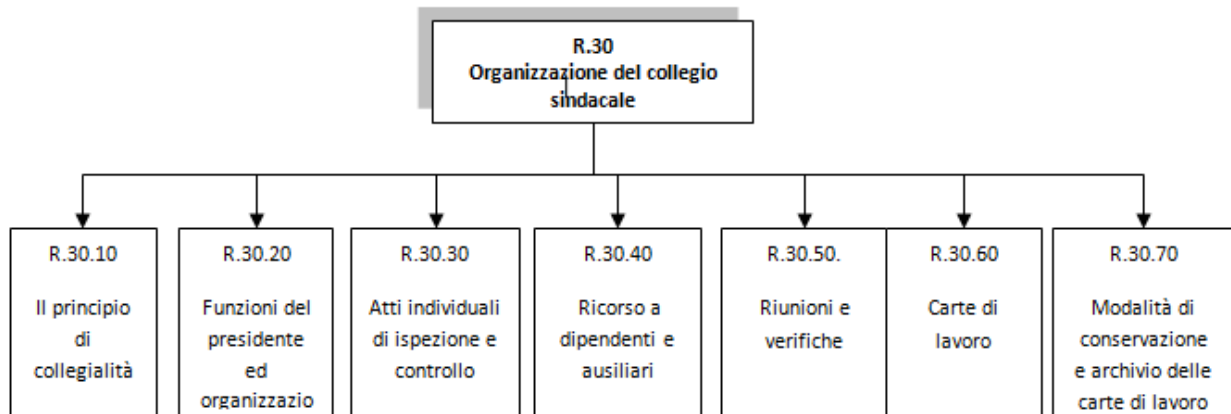 R.30
Organizzazione del collegio
sindacale
R.30.10
Il principio
di
collegialità
R.30.20
Funzioni del
presidente
ed
organizzazio
R.30.30
Atti individuali
di ispezione e
controllo
R.30.40
Ricorso a
dipendenti e
ausiliari
R.30.50.
Riunioni e
verifiche
R.30.60
Carte di
lavoro
R.30.70
Modalità di
conservazione
e archivio delle
carte di lavoro